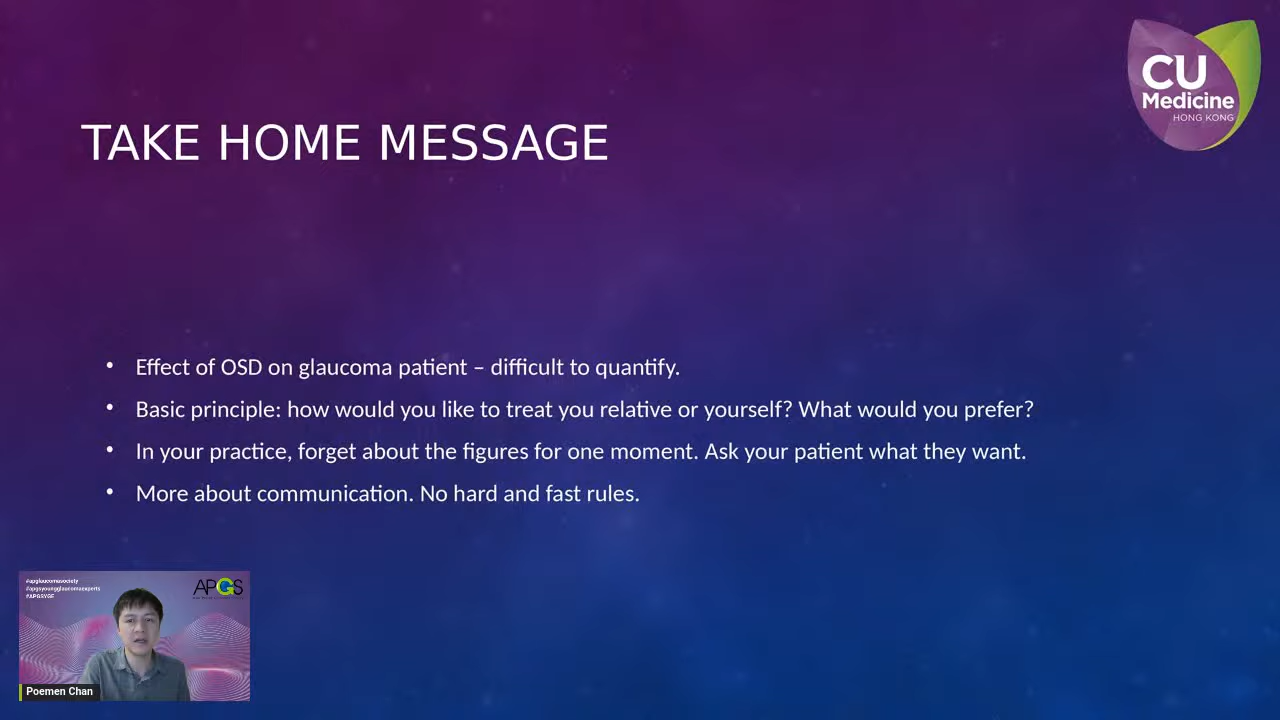 CU
Medicine
HONG KONG
TAKE HOME MESSAGE
• Effect of OSD on glaucoma patient – difficult to quantify.
• Basic principle: how would you like to treat you relative or yourself? What would you prefer?
• In your practice, forget about the figures for one moment. Ask your patient what they want.
• More about communication. No hard and fast rules.
#apglaucomasociety
#apgsyoungglaucomaexperts
#APGSYGE
APGS
Poemen Chan